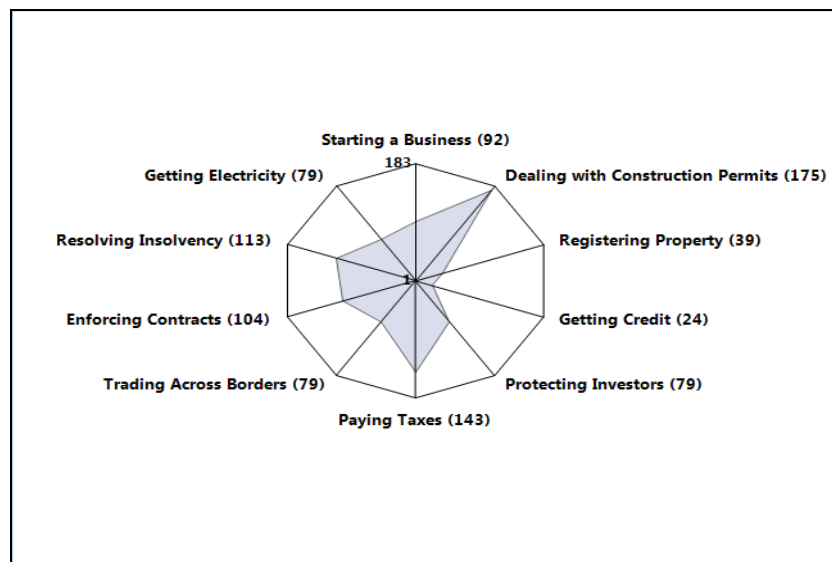 Starting a Business (92)
183
Getting Electricity (79)
Dealing with Construction Permits (175)
Resolving Insolvency (113)
Registering Property (39)
1
Enforcing Contracts (104)
Getting Credit (24)
Trading Across Borders (79)
Protecting Investors (79)
Paying Taxes (143)